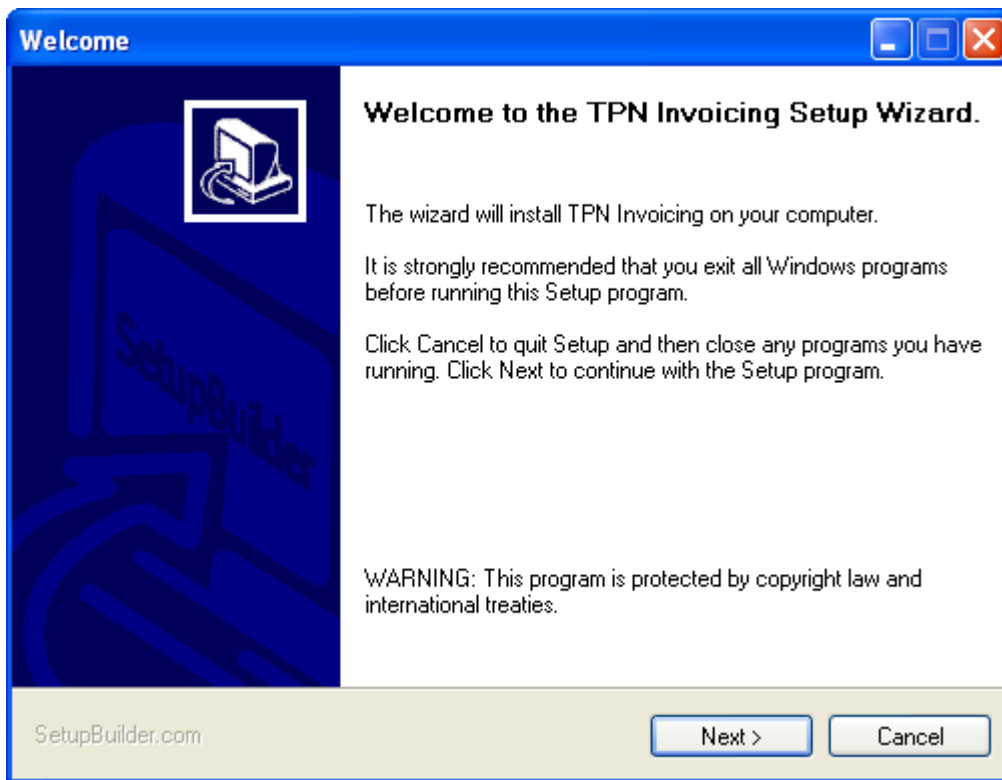 Welcome
Welcome to the TPN Invoicing Setup Wizard.
The wizard will install TPN Invoicing on your computer.
It is strongly recommended that you exit all Windows programs
before running this Setup program.
Click Cancel to quit Setup and then close any programs you have
running. Click Next to continue with the Setup program.
SetupBuilder
WARNING: This program is protected by copyright law and
international treaties.
SetupBuilder.com
Next >
Cancel